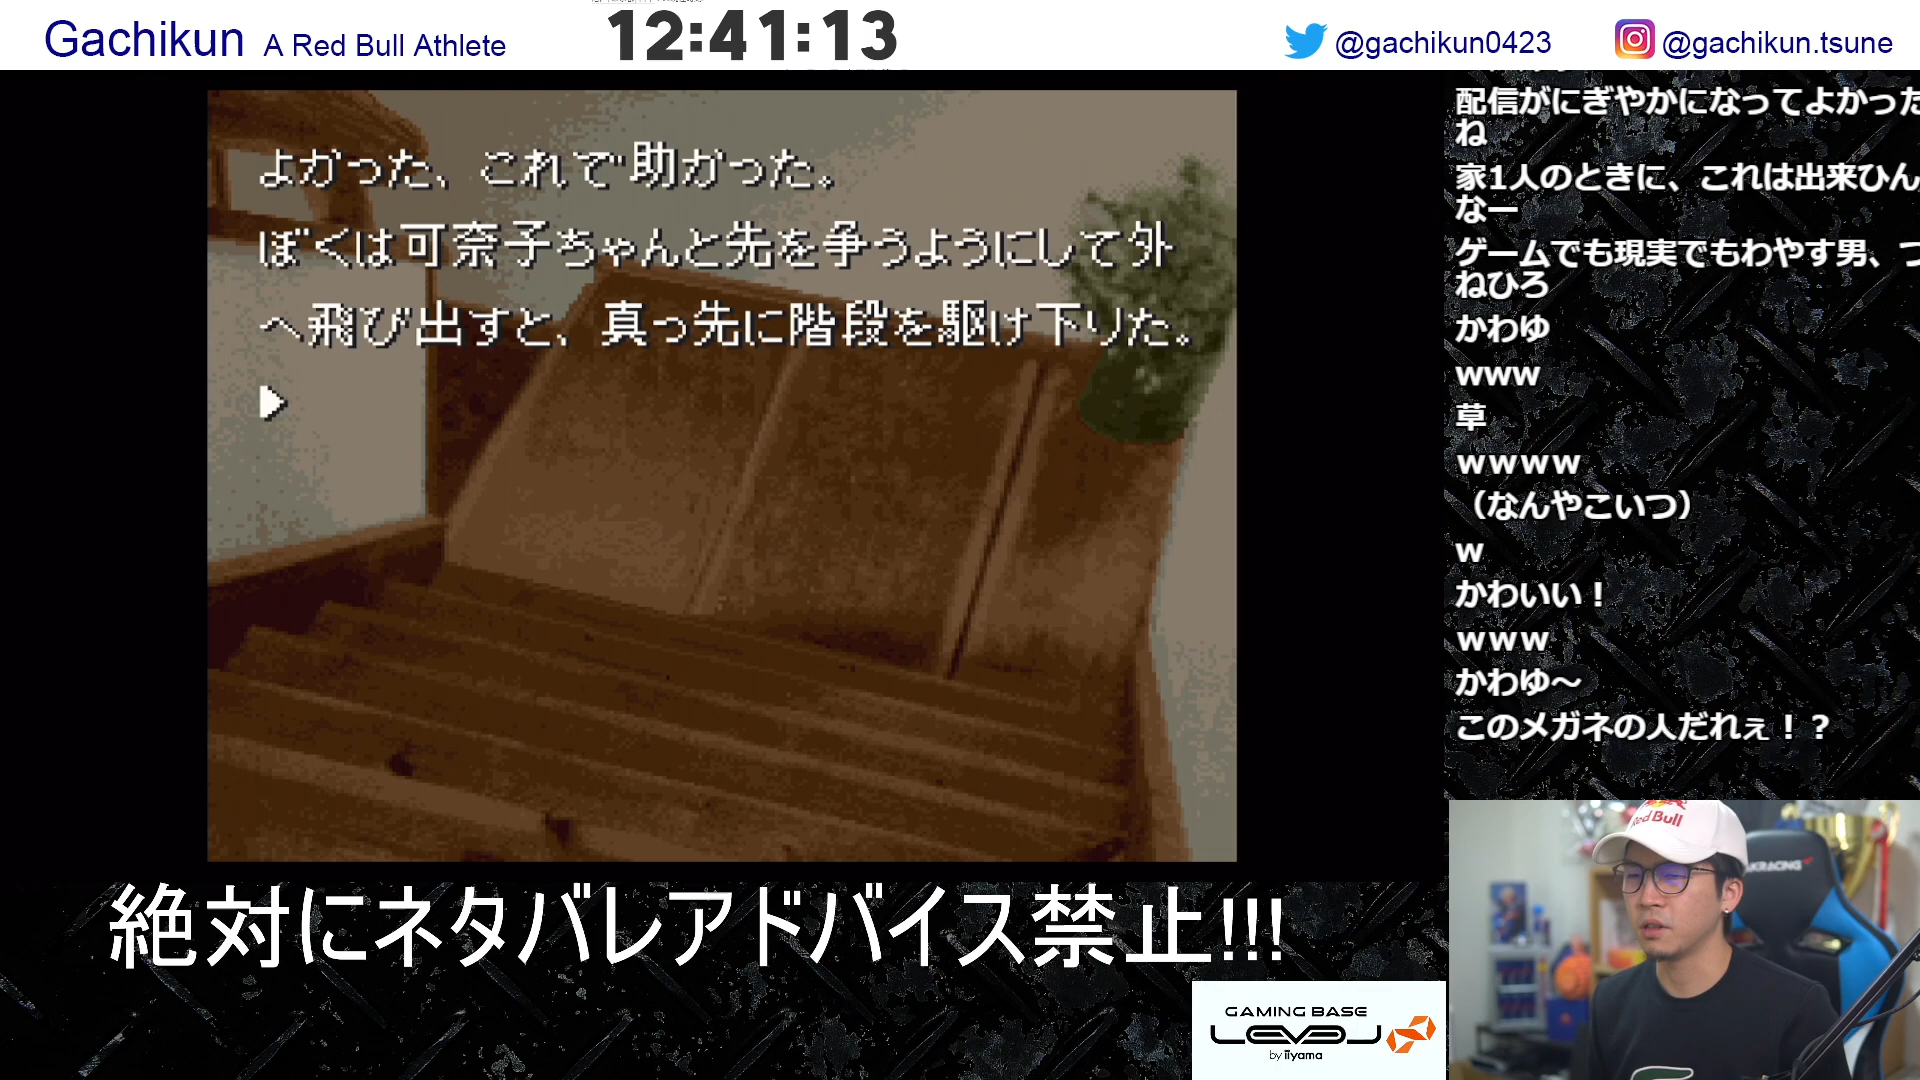 Gachikun A Red Bull Athlete
12:41:13
@gachikun0423
@gachikun.tsune
よかった、これで助かった。
ぼくは可奈子ちゃんと先を争うようにして外
へ飛び出すと、真っ先に階段を駆け下りた。
配信がにぎやかになってよかった
ね
家1人のときに、これは出来ひん
なー
ゲームでも現実でもわやす男、つ
ねひろ
かわゆ
www
草
ｗｗｗｗ
（なんやこいつ）
w
かわいい！
ｗｗｗ
かわゆ～
このメガネの人だれぇ！？
Red Bull
AKRACING
絶対にネタバレアドバイス禁止!!!
GAMING BASE
LEVEL∞
by iiyama